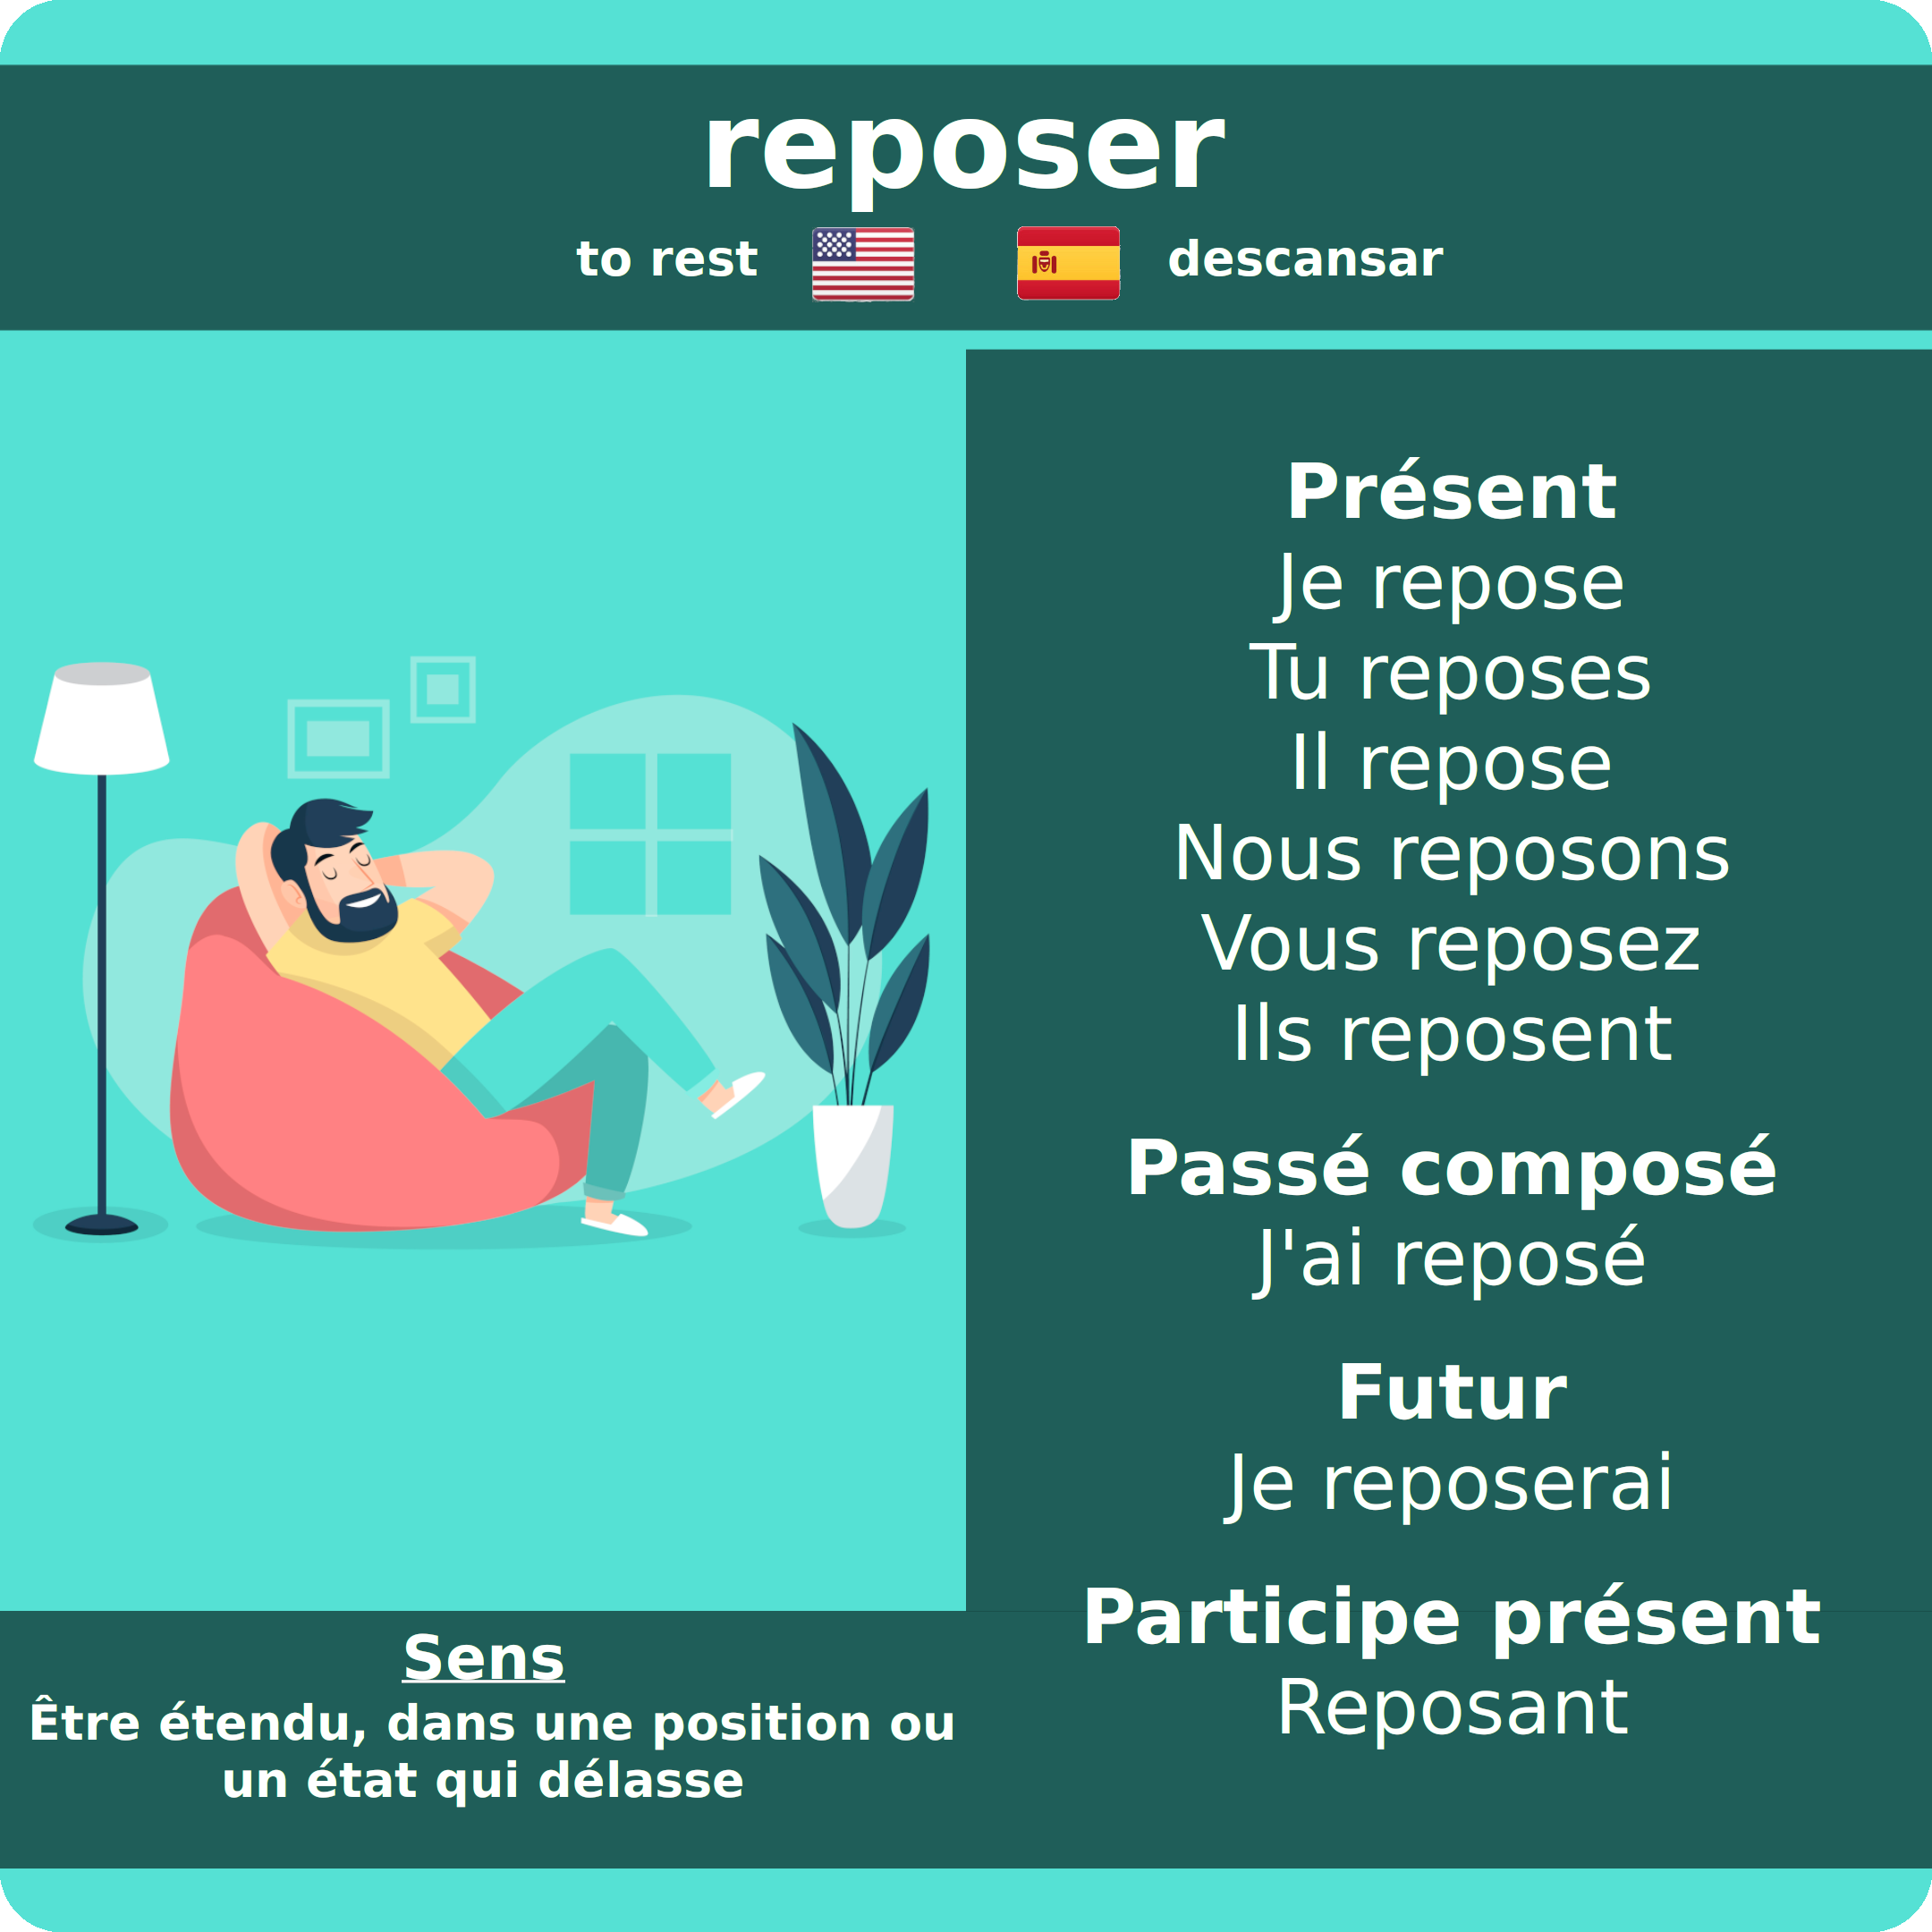 reposer
to rest
descansar
Présent
Je repose
Tu reposes
Il repose
Nous reposons
Vous reposez
Ils reposent
Passé composé
J'ai reposé
Futur
Je reposerai
Participe présent
Reposant
Sens
Être étendu, dans une position ou
un état qui délasse